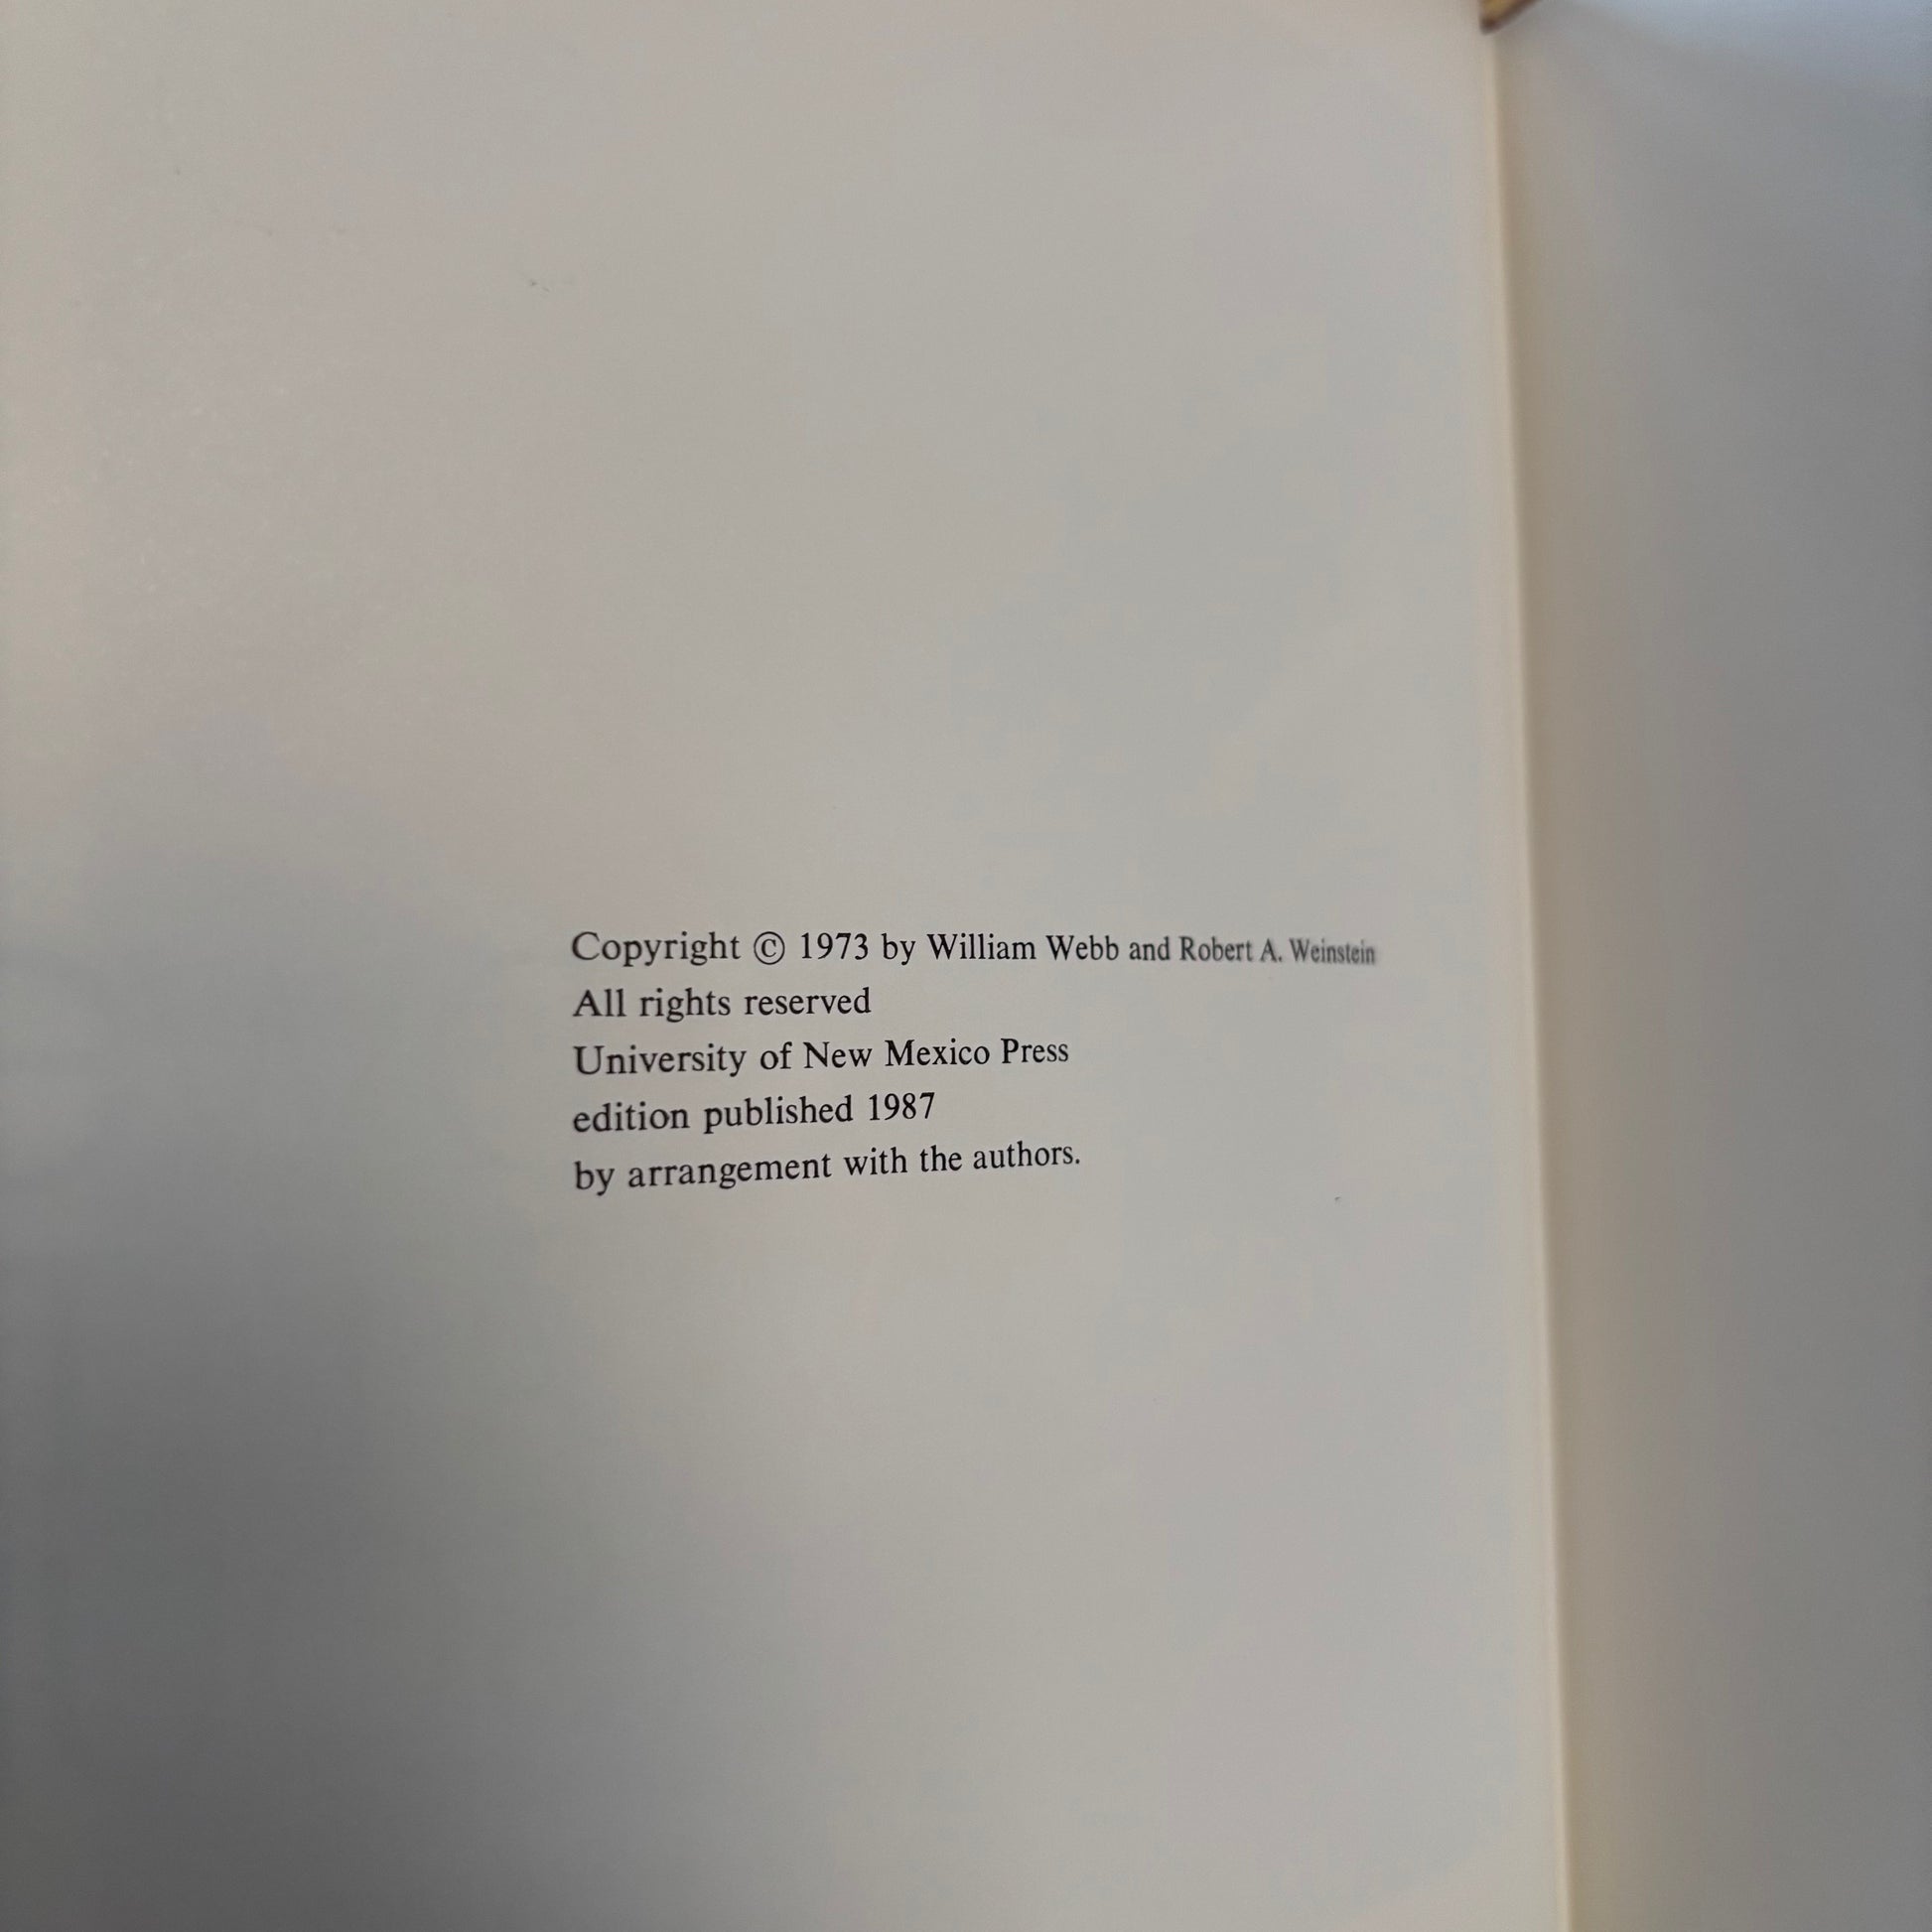 Copyright © 1973 by William Webb and Robert A. Weinstein
All rights reserved
University of New Mexico Press
edition published 1987
by arrangement with the authors.